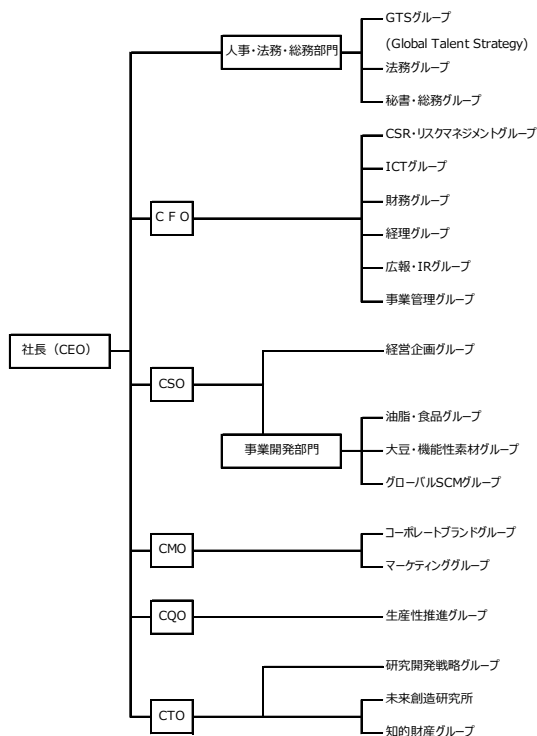 GTSグループ
人事・法務・総務部門
(Global Talent Strategy)
法務グループ
秘書・総務グループ
CSR・リスクマネジメントグループ
ICTグループ
財務グループ
ＣＦＯ
経理グループ
広報・IRグループ
事業管理グループ
社長（CEO）
経営企画グループ
CSO
油脂・食品グループ
事業開発部門
大豆・機能性素材グループ
グローバルSCMグループ
コーポレートブランドグループ
CMO
マーケティンググループ
CQO
生産性推進グループ
研究開発戦略グループ
未来創造研究所
CTO
知的財産グループ